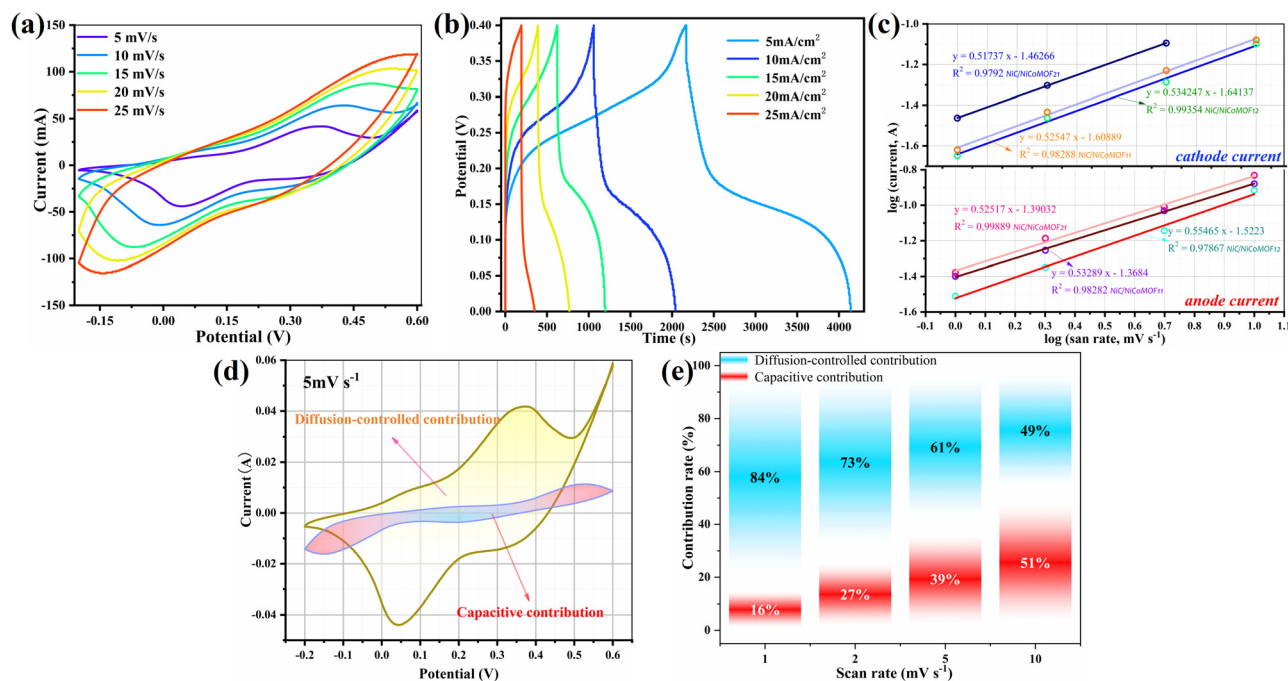 (a)
5 mV/s
10 mV/s
15 mV/s
20 mV/s
25 mV/s
Current (mA)
150
100
50
0
-50
-100
-150
-0.15 0.00 0.15 0.30 0.45 0.60
Potential (V)
(b)
5mA/cm²
10mA/cm²
15mA/cm²
20mA/cm²
25mA/cm²
Potential (V)
0.40
0.35
0.30
0.25
0.20
0.15
0.10
0.05
0.00
0 500 1000 1500 2000 2500 3000 3500 4000
Time (s)
(c)
log (current, A)
-1.0
-1.2
-1.4
-1.6
y = 0.51737 x - 1.46266
R² = 0.9792 NiC/NiCoMOF21
y = 0.534247 x - 1.64137
R² = 0.99354 NiC/NiCoMOF12
y = 0.52547 x - 1.60889
R² = 0.98288 NiC/NiCoMOF11
cathode current
-0.8
-1.0
-1.2
-1.4
-1.6
y = 0.52517 x - 1.39032
R² = 0.99889 NiC/NiCoMOF21
y = 0.55465 x - 1.5223
R² = 0.97867 NiC/NiCoMOF12
y = 0.53289 x - 1.3684
R² = 0.98282 NiC/NiCoMOF11
anode current
-0.1 0.0 0.1 0.2 0.3 0.4 0.5 0.6 0.7 0.8 0.9 1.0 1.1
log (san rate, mV s⁻¹)
(d)
5mV s⁻¹
Diffusion-controlled contribution
Capacitive contribution
Current (A)
0.06
0.04
0.02
0.00
-0.02
-0.04
-0.2 -0.1 0.0 0.1 0.2 0.3 0.4 0.5 0.6 0.7
Potential (V)
(e)
Diffusion-controlled contribution
Capacitive contribution
Contribution rate (%)
100
80
60
40
20
0
84% 73% 61% 49%
16% 27% 39% 51%
1 2 5 10
Scan rate (mV s⁻¹)